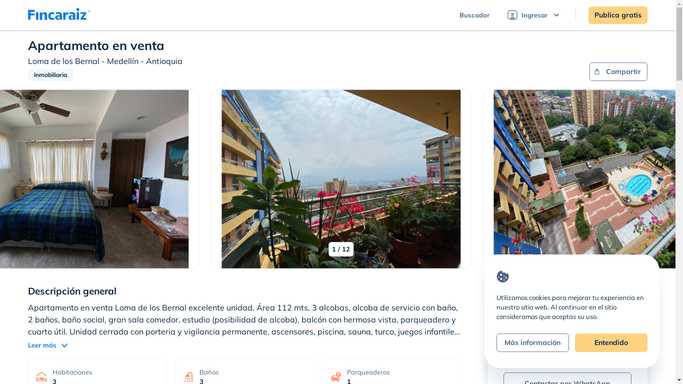 Fincaraiz
Buscador
Ingresar
Publica gratis
Apartamento en venta
Loma de los Bernal - Medellín - Antioquia
Inmobiliaria
Compartir
1 / 12
Descripción general
Apartamento en venta Loma de los Bernal excelente unidad. Área 112 mts, 3 alcobas, alcoba de servicio con baño,
2 baños, baño social, gran sala comedor, estudio (posibilidad de alcoba), balcón con hermosa vista, parqueadero y
cuarto útil. Unidad cerrada con porteria y vigilancia permanente, ascensores, piscina, sauna, turco, juegos infantile...
Leer más
Habitaciones
3
Baños
3
Parqueaderos
1
Utilizamos cookies para mejorar tu experiencia en
nuestro sitio web. Al continuar en el sitio
consideramos que aceptas su uso.
Más información
Entendido
Contactar por WhatsApp